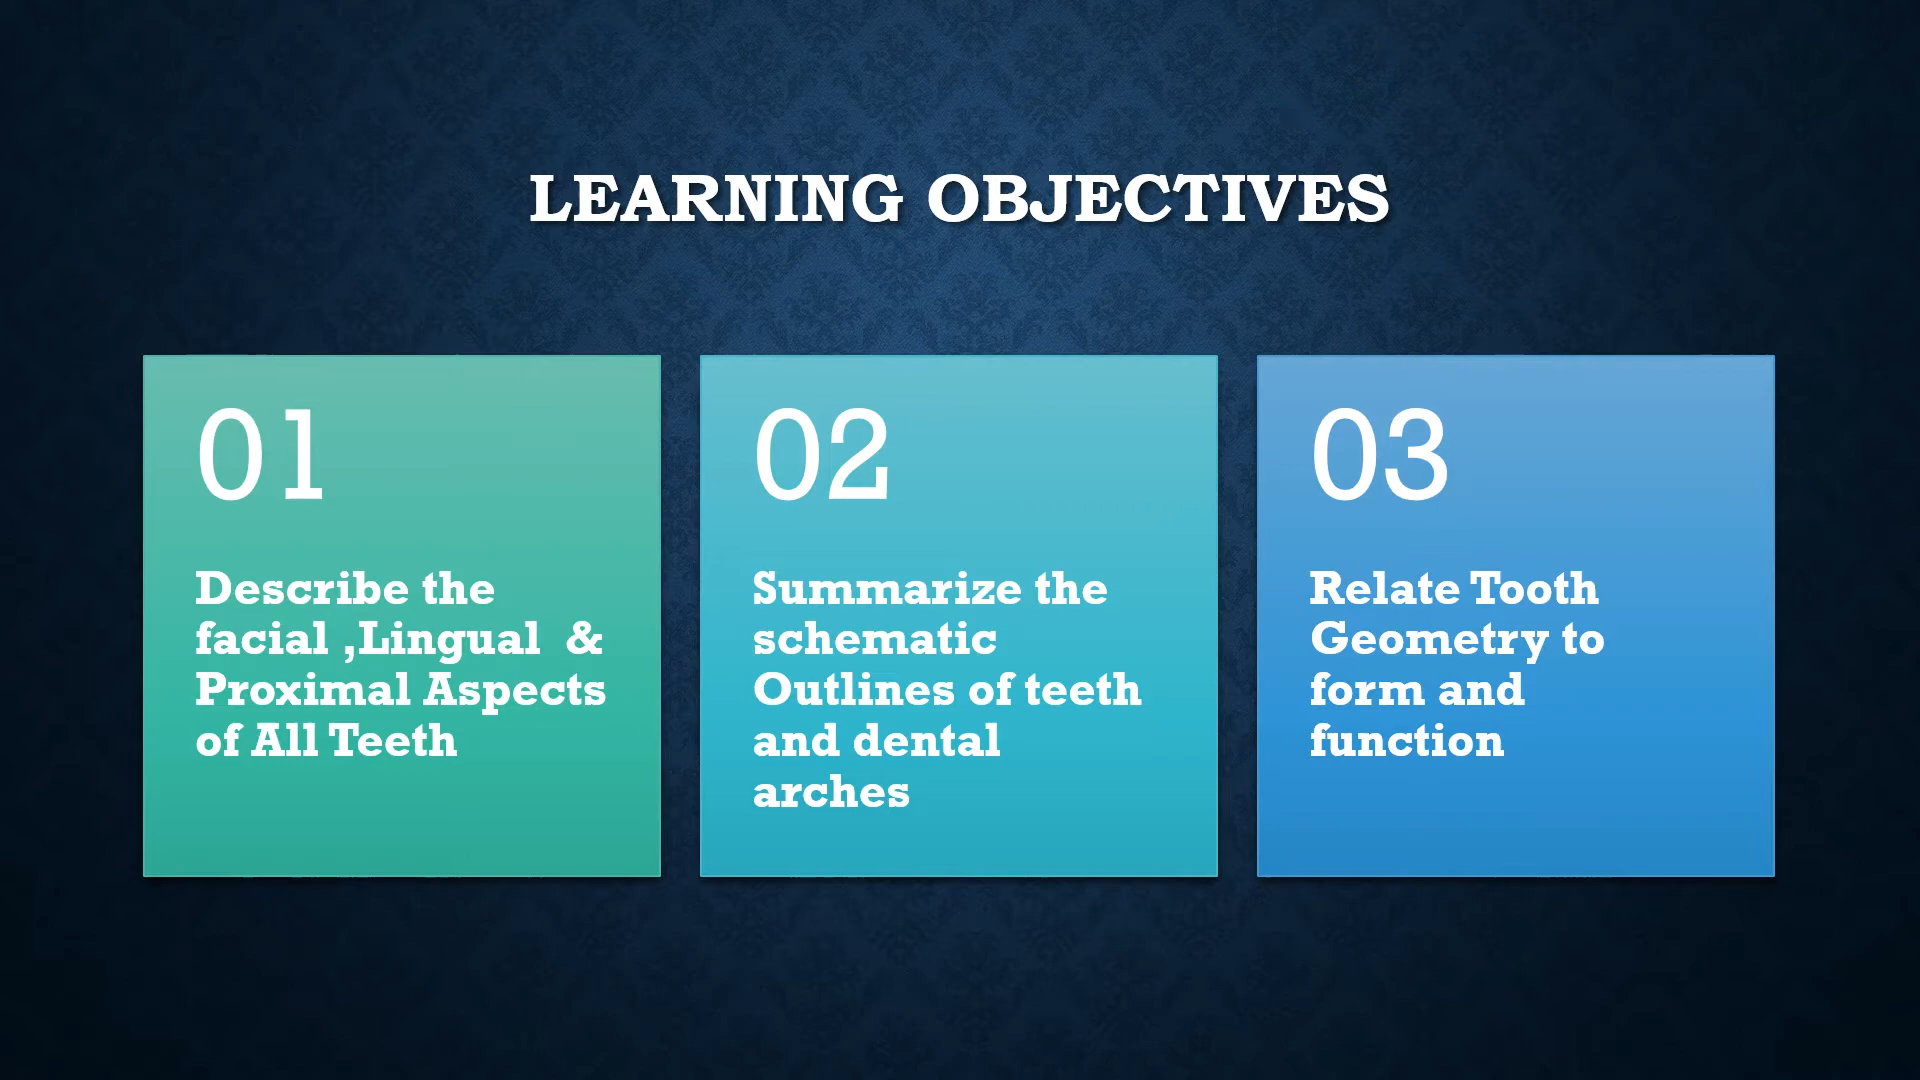 LEARNING OBJECTIVES
01
Describe the
facial ,Lingual  &
Proximal Aspects
of All Teeth
02
Summarize the
schematic
Outlines of teeth
and dental
arches
03
Relate Tooth
Geometry to
form and
function